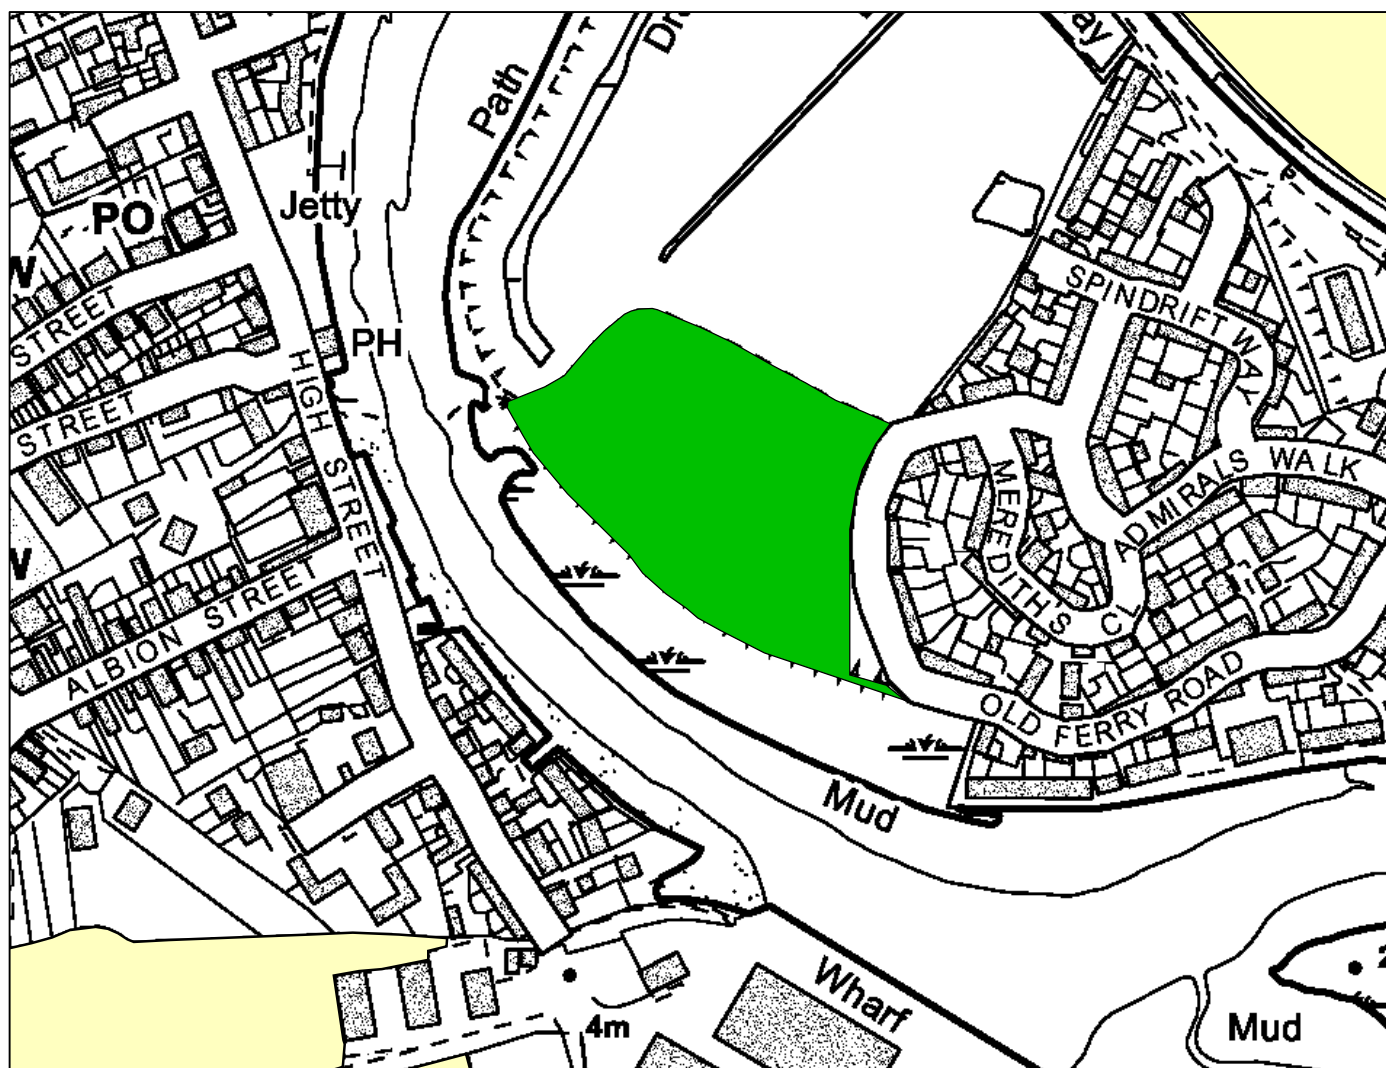 Path
PO
Jetty
STREET
PH
STREET
HIGH STREET
ALBION STREET
SPINDRIFT WAY
MEREDITH'S CL
ADMIRALS WALK
OLD FERRY ROAD
Mud
Wharf
4m
Mud